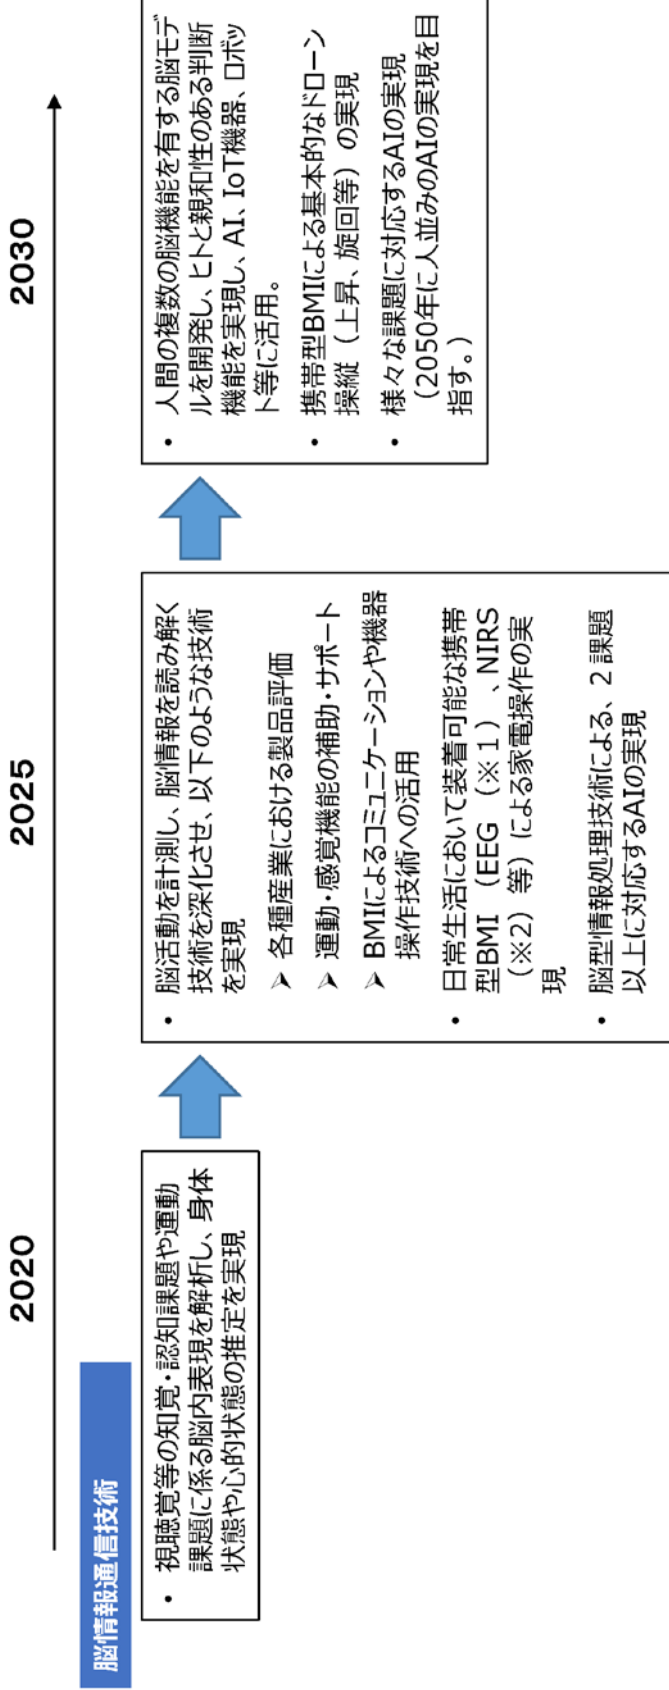 2020
2025
2030
脳情報通信技術
• 視聴覚等の知覚・認知課題や運動
課題に係る脳内表現を解析し、身体
状態や心的状態の推定を実現
• 脳活動を計測し、脳情報を読み解く
技術を深化させ、以下のような技術
を実現
➢ 各種産業における製品評価
➢ 運動・感覚機能の補助・サポート
➢ BMIによるコミュニケーションや機器
操作技術への活用
• 日常生活において装着可能な携帯
型BMI（EEG（※1）、NIRS
（※2）等）による家電操作の実
現
• 脳型情報処理技術による、2 課題
以上に対応するAIの実現
• 人間の複数の脳機能を有する脳モデ
ルを開発し、ヒトと親和性のある判断
機能を実現し、AI、IoT機器、ロボッ
ト等に活用。
• 携帯型BMIによる基本的なドローン
操縦（上昇、旋回等）の実現
• 様々な課題に対応するAIの実現
（2050年に人並みのAIの実現を目
指す。）